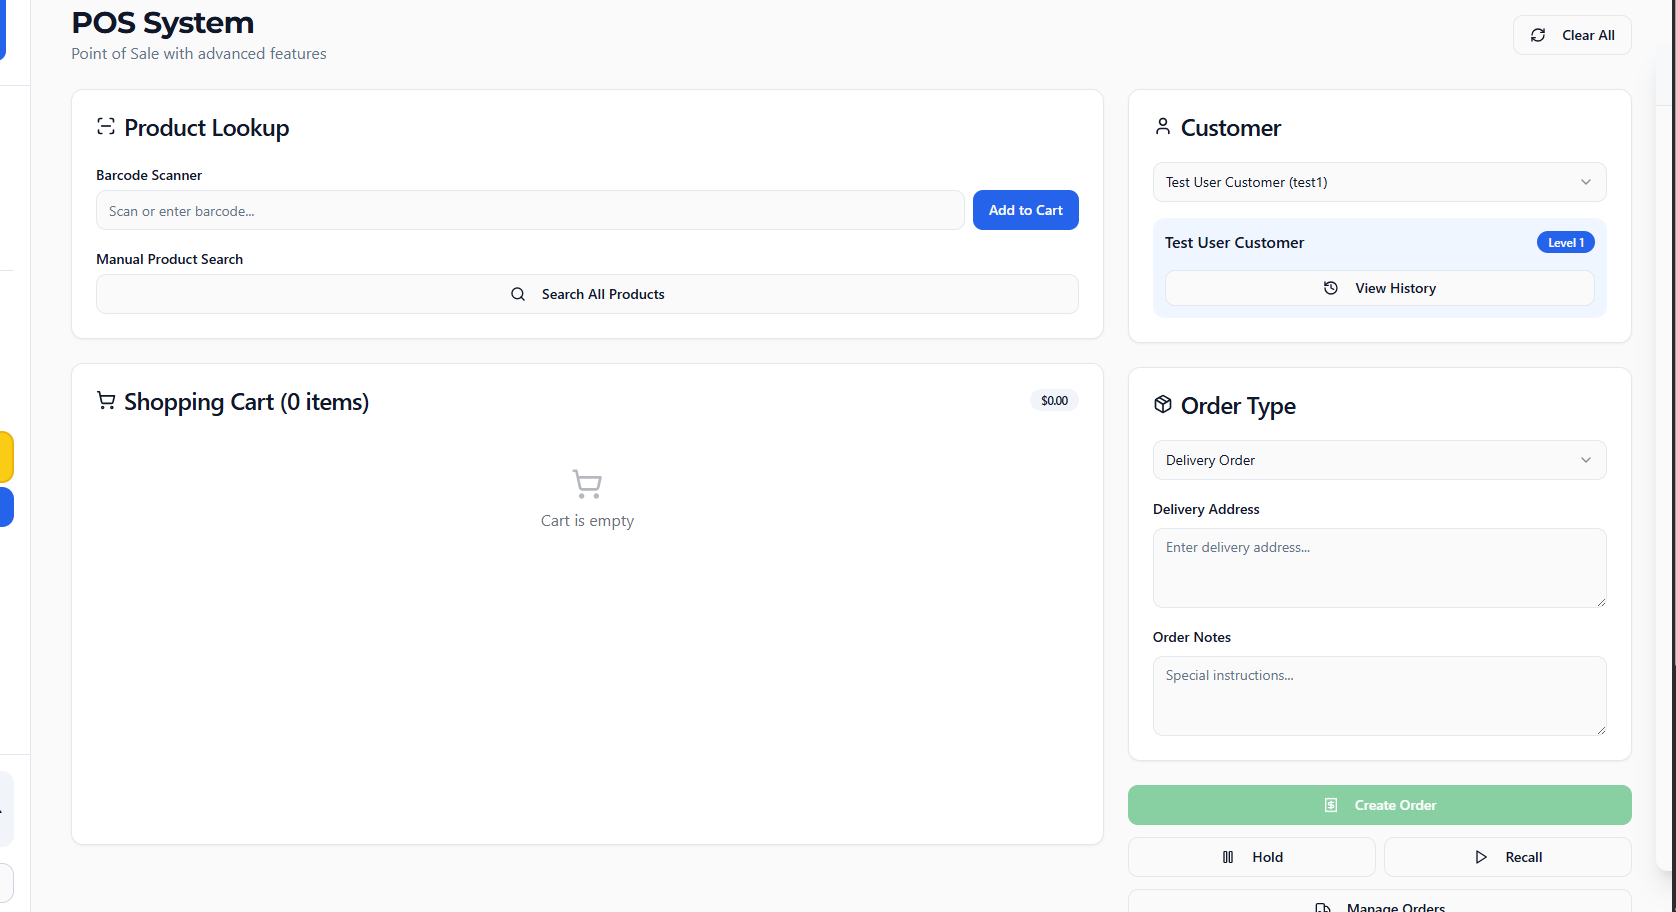 POS System
Point of Sale with advanced features
Clear All
Product Lookup
Barcode Scanner
Scan or enter barcode...
Add to Cart
Manual Product Search
Search All Products
Shopping Cart (0 items)
$0.00
Cart is empty
Customer
Test User Customer (test1)
Test User Customer
Level 1
View History
Order Type
Delivery Order
Delivery Address
Enter delivery address...
Order Notes
Special instructions...
Create Order
Hold
Recall
Manage Orders